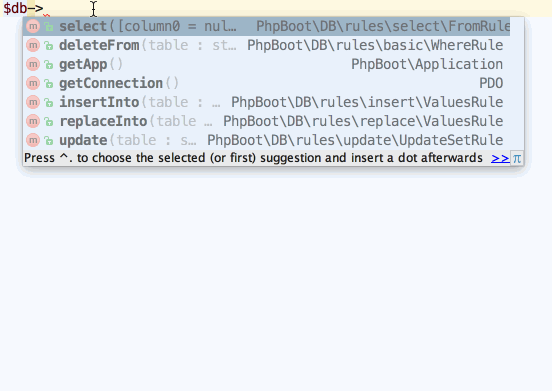 $db->
m select([column0 = nul… PhpBoot\DB\rules\select\FromRule
m deleteFrom(table : st… PhpBoot\DB\rules\basic\WhereRule
m getApp() PhpBoot\Application
m getConnection() PDO
m insertInto(table : … PhpBoot\DB\rules\insert\ValuesRule
m replaceInto(table : … PhpBoot\DB\rules\replace\ValuesRule
m update(table : s… PhpBoot\DB\rules\update\UpdateSetRule
Press ^. to choose the selected (or first) suggestion and insert a dot afterwards >> π